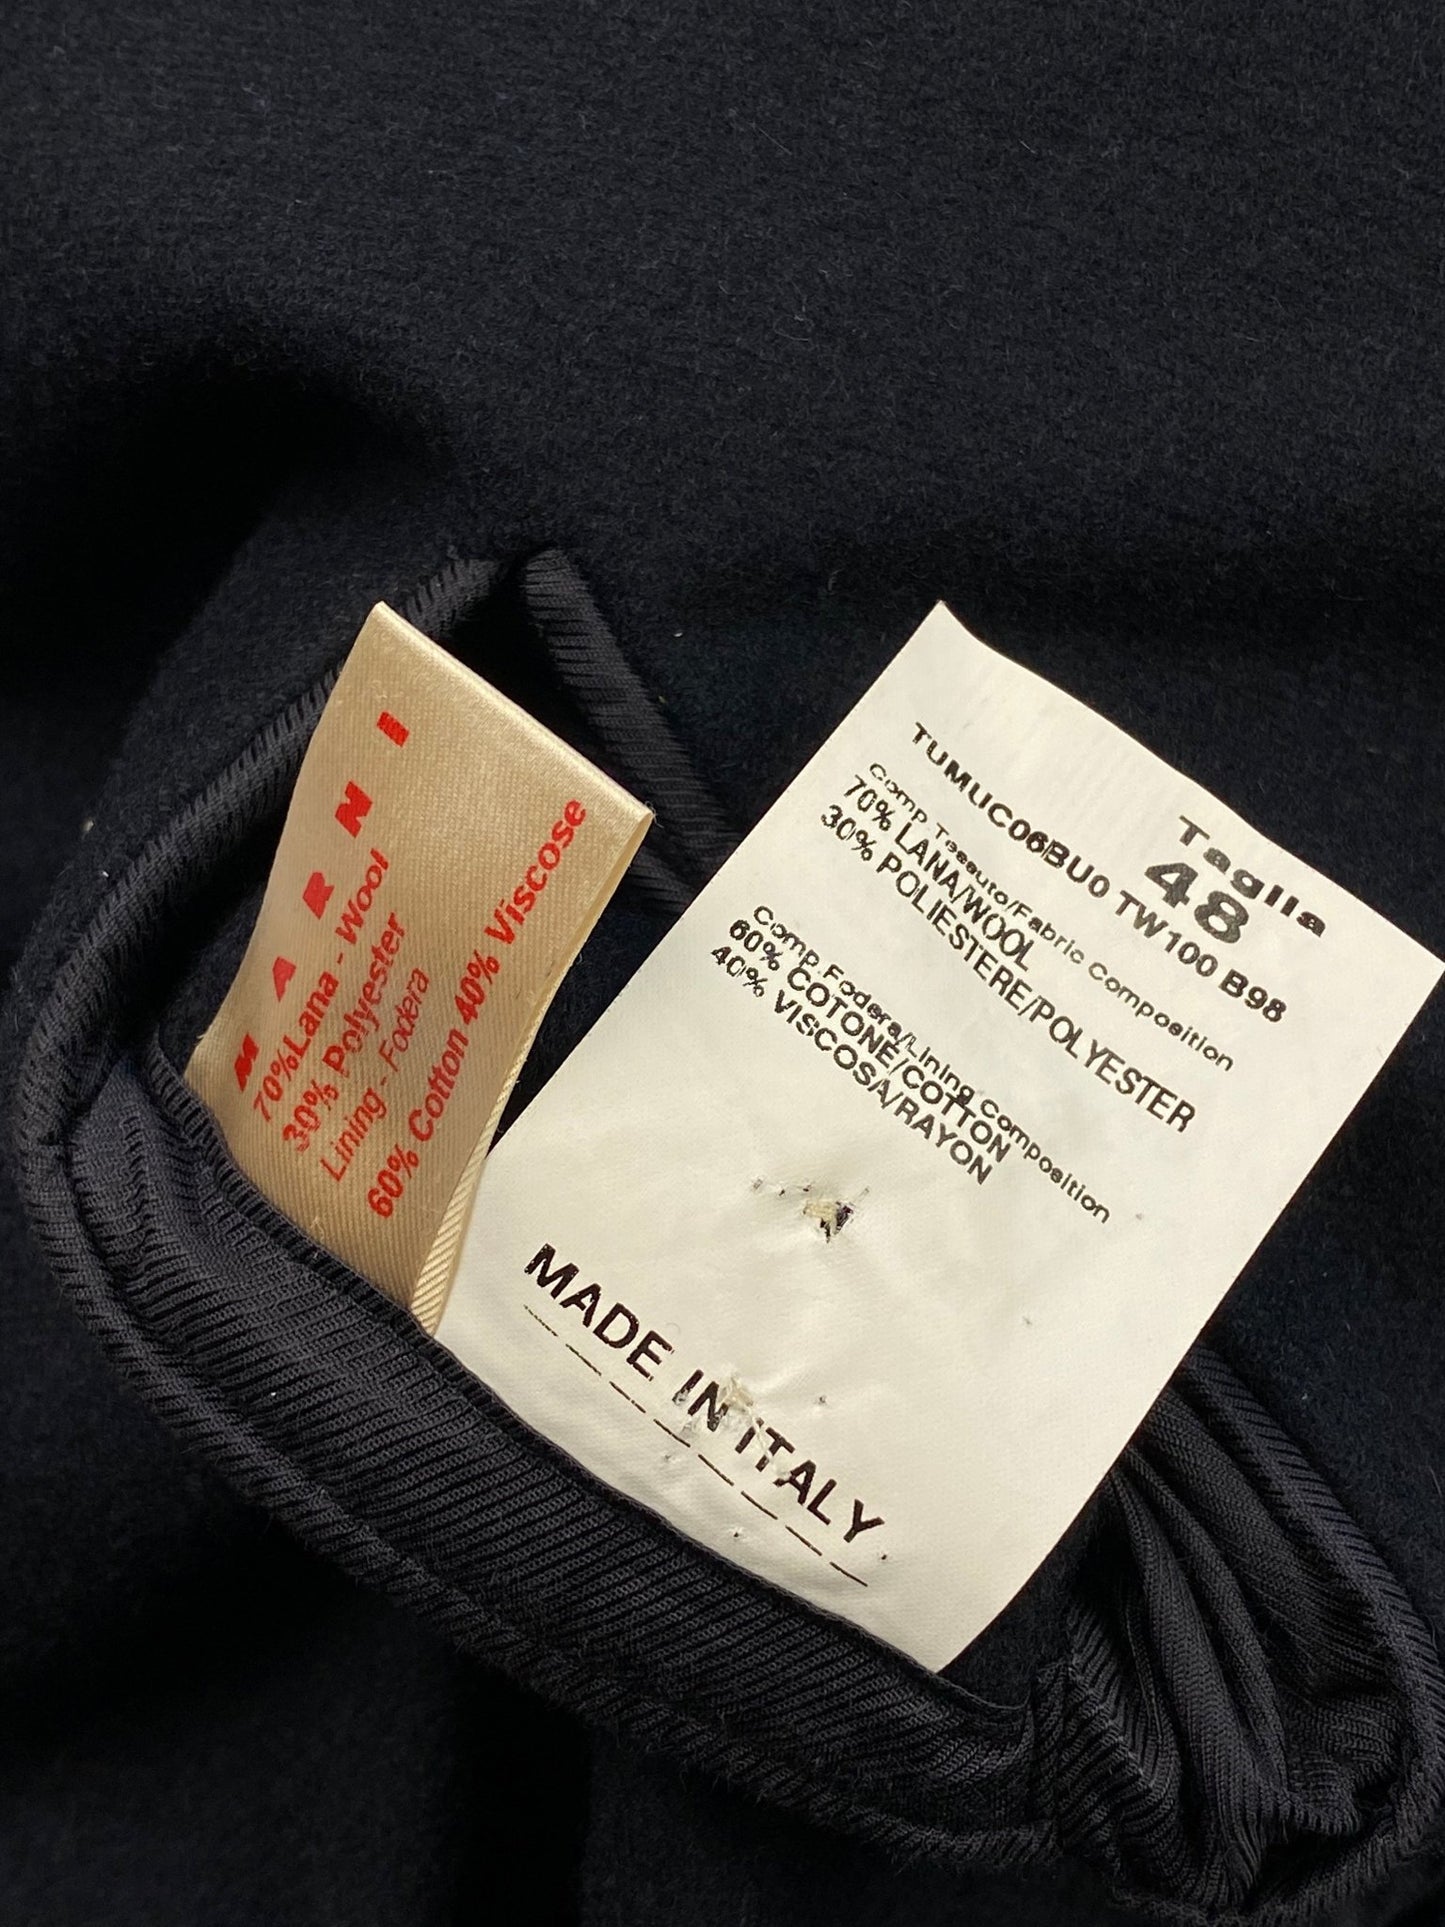 M A R N I
70%Lana - Wool
30% Polyester
Lining - Fodera
60% Cotton 40% Viscose
Taglia
48
TUMUC06BU0 TW100 B98
Comp Tessuto/Fabric Composition
70% LANA/WOOL
30% POLIESTERE/POLYESTER
Comp.Fodera/Lining Composition
60% COTONE/COTTON
40% VISCOSA/RAYON
MADE IN ITALY